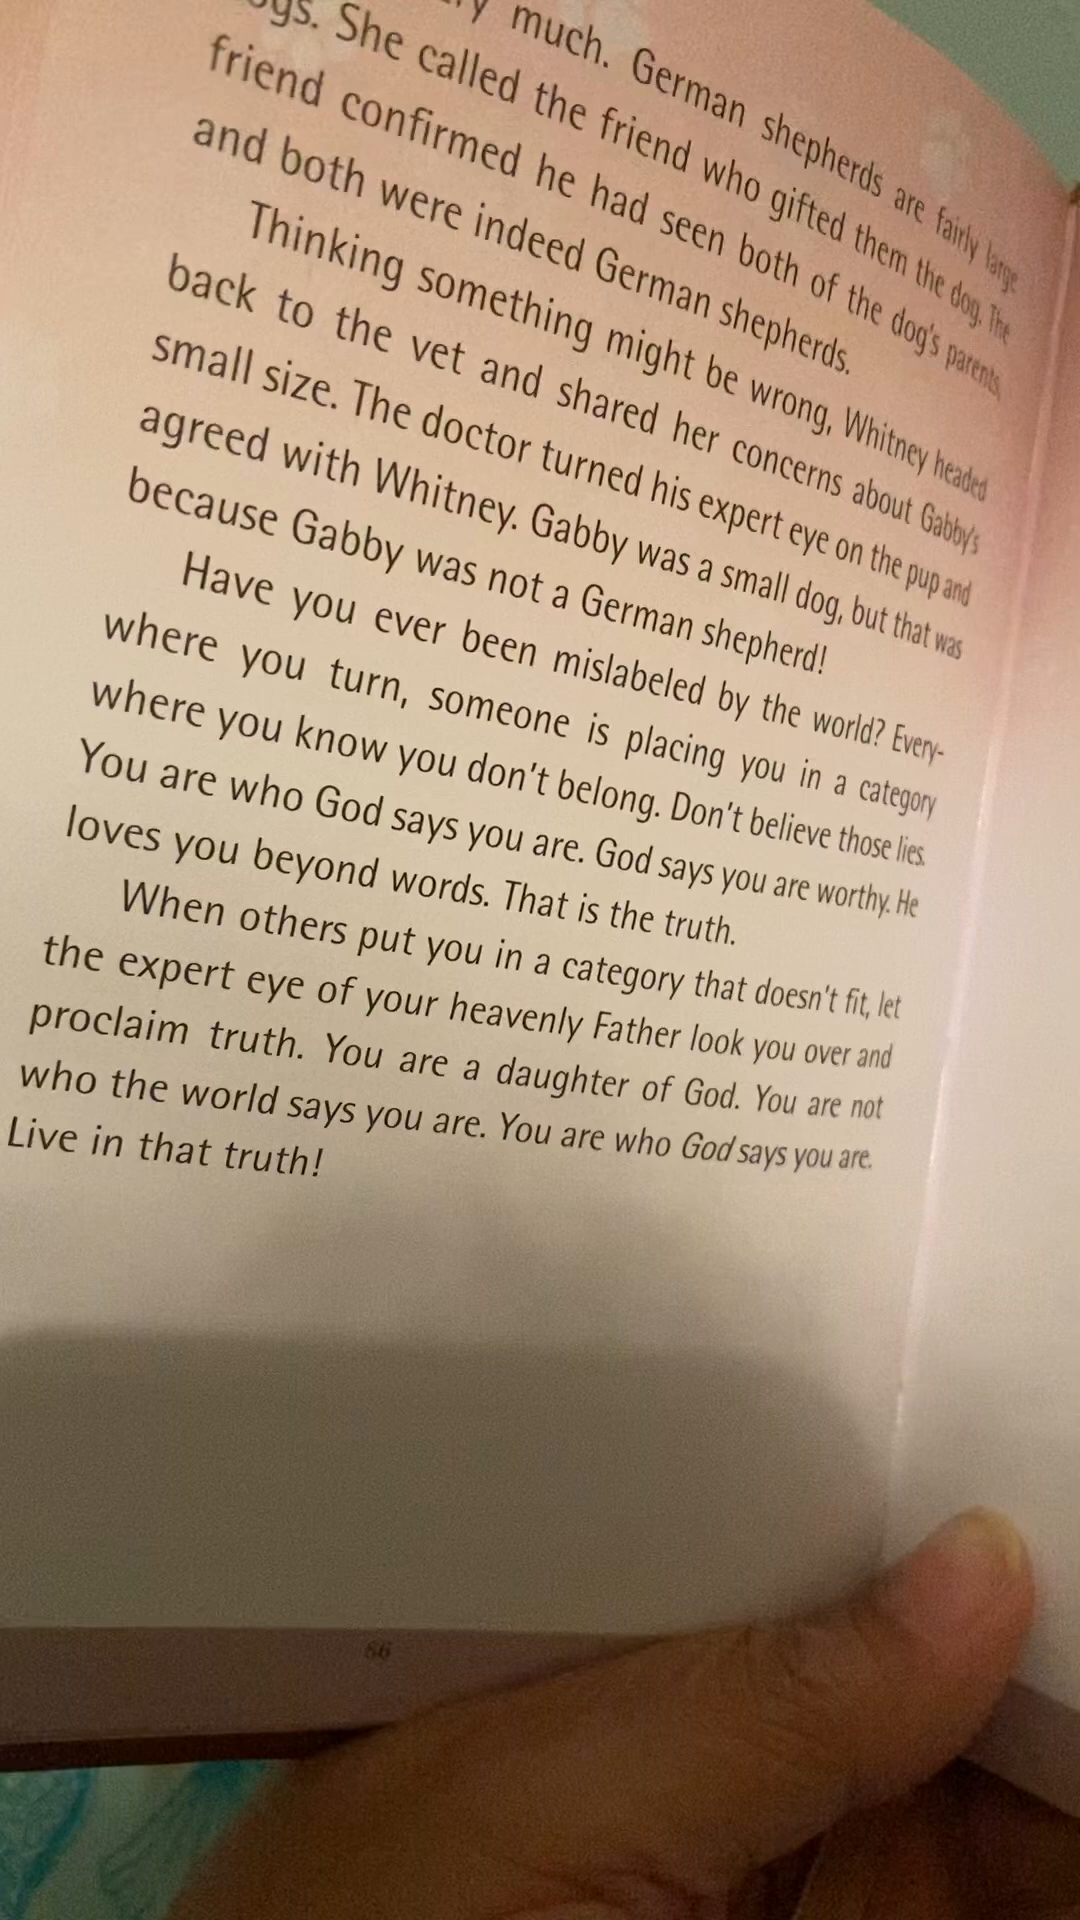 much. German shepherds are fairly large
She called the friend who gifted them the dog. The
friend confirmed he had seen both of the dog's parents,
and both were indeed German shepherds.
Thinking something might be wrong, Whitney headed
back to the vet and shared her concerns about Gabby's
small size. The doctor turned his expert eye on the pup and
agreed with Whitney. Gabby was a small dog, but that was
because Gabby was not a German shepherd!
Have you ever been mislabeled by the world? Every-
where you turn, someone is placing you in a category
where you know you don't belong. Don't believe those lies.
You are who God says you are. God says you are worthy. He
loves you beyond words. That is the truth.
When others put you in a category that doesn't fit, let
the expert eye of your heavenly Father look you over and
proclaim truth. You are a daughter of God. You are not
who the world says you are. You are who God says you are.
Live in that truth!